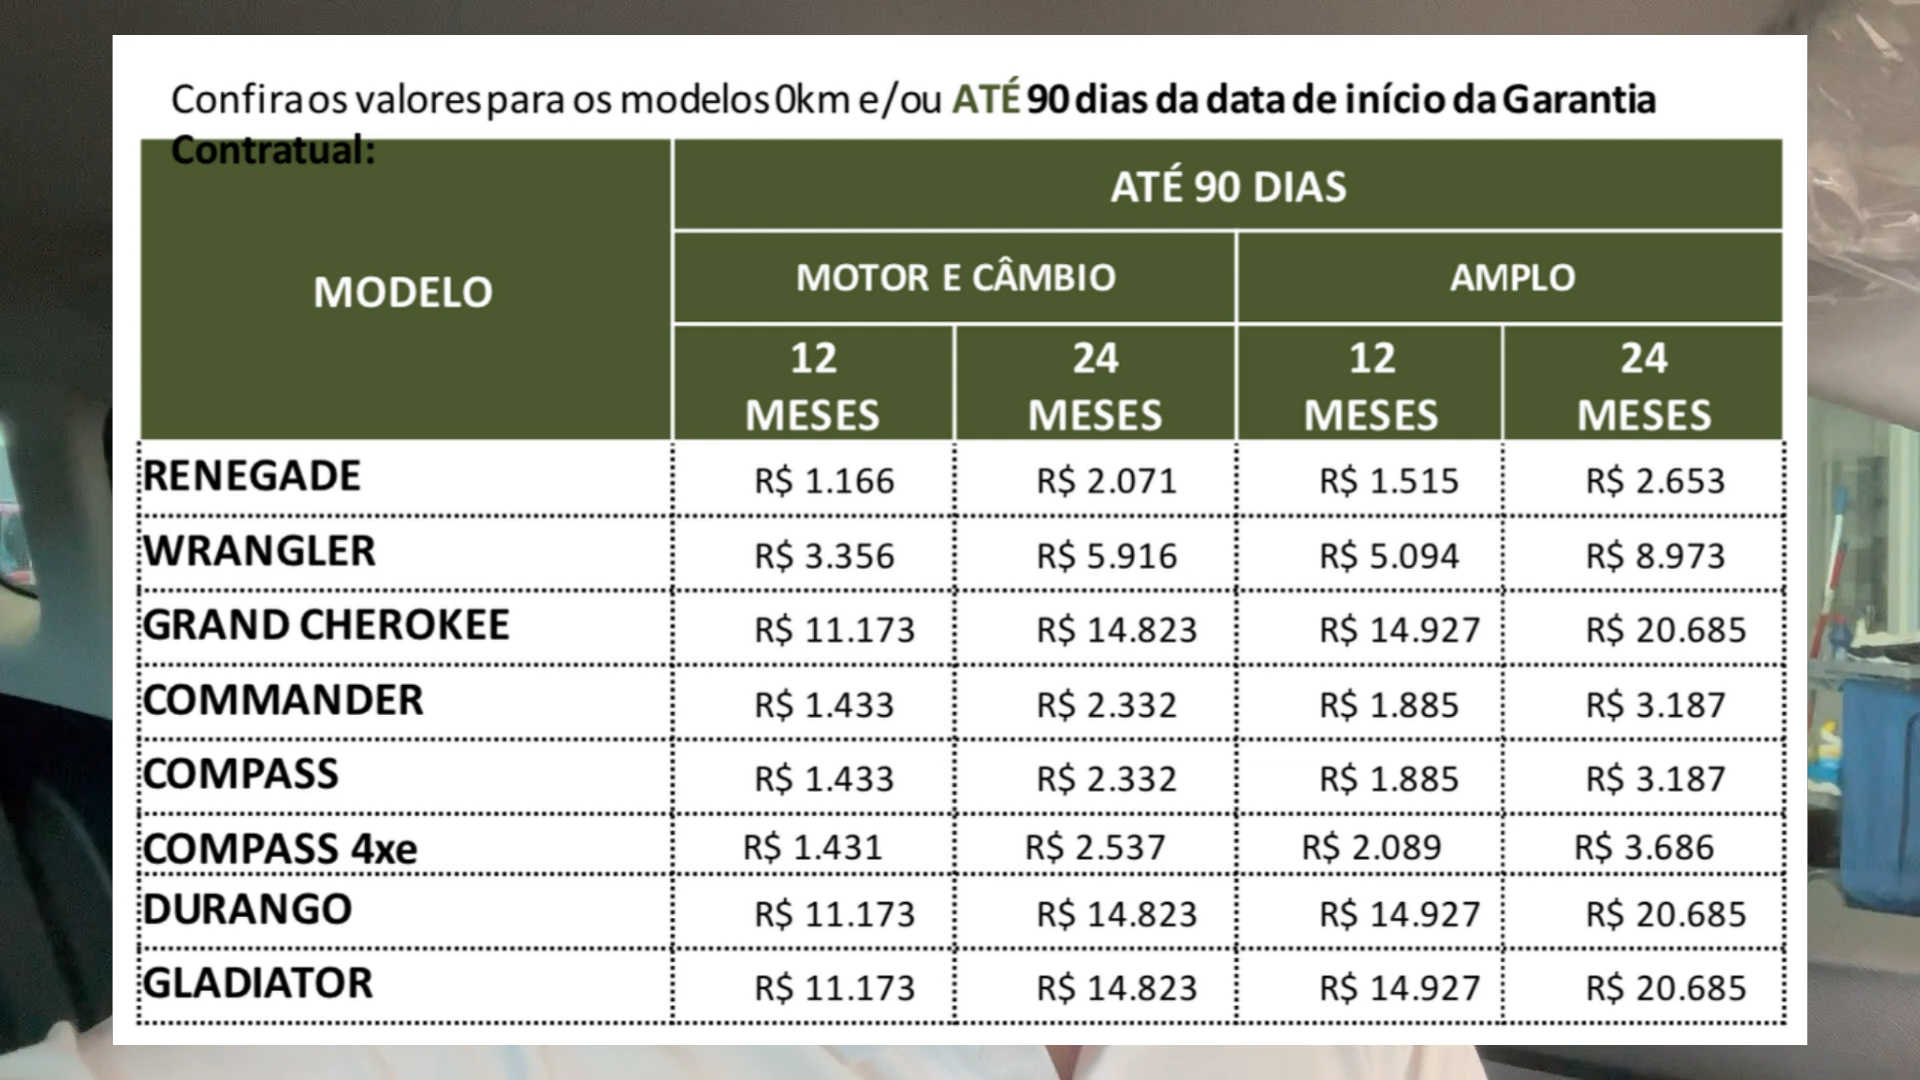 Confira os valores para os modelos 0km e/ou ATÉ 90 dias da data de início da Garantia
Contratual:
ATÉ 90 DIAS
MODELO
MOTOR E CÂMBIO AMPLO
12 MESES 24 MESES 12 MESES 24 MESES
RENEGADE R$ 1.166 R$ 2.071 R$ 1.515 R$ 2.653
WRANGLER R$ 3.356 R$ 5.916 R$ 5.094 R$ 8.973
GRAND CHEROKEE R$ 11.173 R$ 14.823 R$ 14.927 R$ 20.685
COMMANDER R$ 1.433 R$ 2.332 R$ 1.885 R$ 3.187
COMPASS R$ 1.433 R$ 2.332 R$ 1.885 R$ 3.187
COMPASS 4xe R$ 1.431 R$ 2.537 R$ 2.089 R$ 3.686
DURANGO R$ 11.173 R$ 14.823 R$ 14.927 R$ 20.685
GLADIATOR R$ 11.173 R$ 14.823 R$ 14.927 R$ 20.685